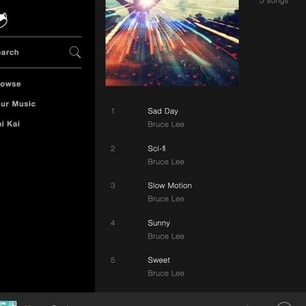 5 songs
earch
owse
ur Music
i Kai
1 Sad Day
Bruce Lee
2 Sci-fi
Bruce Lee
3 Slow Motion
Bruce Lee
4 Sunny
Bruce Lee
5 Sweet
Bruce Lee